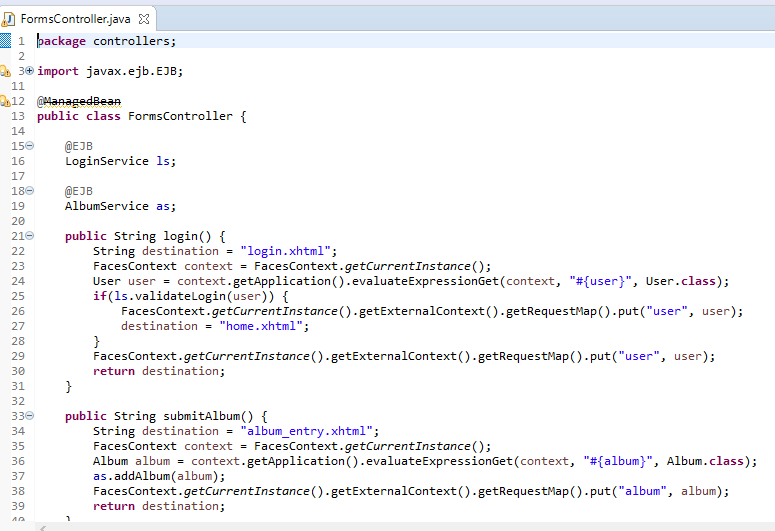 FormsController.java
1 package controllers;
2
3 import javax.ejb.EJB;
11
12 @ManagedBean
13 public class FormsController {
14
15 @EJB
16 LoginService ls;
17
18 @EJB
19 AlbumService as;
20
21 public String login() {
22 String destination = "login.xhtml";
23 FacesContext context = FacesContext.getCurrentInstance();
24 User user = context.getApplication().evaluateExpressionGet(context, "#{user}", User.class);
25 if(ls.validateLogin(user)) {
26 FacesContext.getCurrentInstance().getExternalContext().getRequestMap().put("user", user);
27 destination = "home.xhtml";
28 }
29 FacesContext.getCurrentInstance().getExternalContext().getRequestMap().put("user", user);
30 return destination;
31 }
32
33 public String submitAlbum() {
34 String destination = "album_entry.xhtml";
35 FacesContext context = FacesContext.getCurrentInstance();
36 Album album = context.getApplication().evaluateExpressionGet(context, "#{album}", Album.class);
37 as.addAlbum(album);
38 FacesContext.getCurrentInstance().getExternalContext().getRequestMap().put("album", album);
39 return destination;
40 }